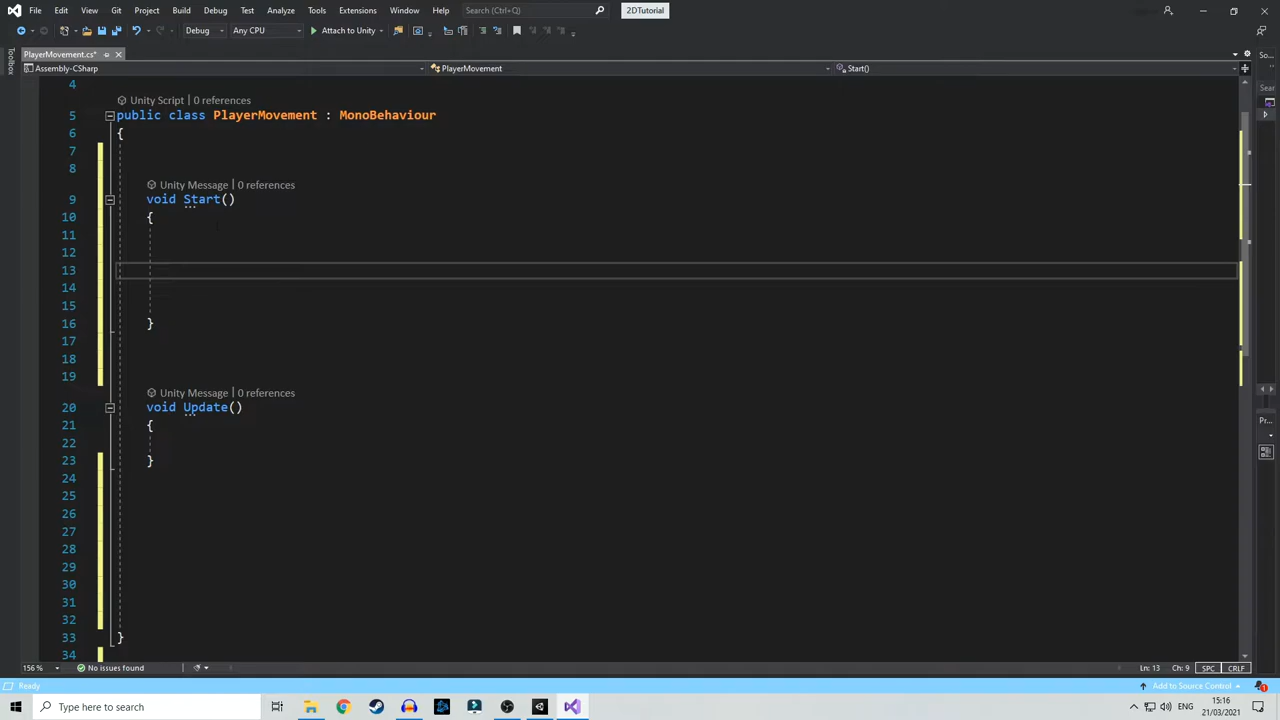 File Edit View Git Project Build Debug Test Analyze Tools Extensions Window Help Search (Ctrl+Q) 2DTutorial
Debug Any CPU Attach to Unity
PlayerMovement.cs*
Toolbox
Assembly-CSharp PlayerMovement Start()
So...
Sear
4
Unity Script | 0 references
5 public class PlayerMovement : MonoBehaviour
6 {
7
8
Unity Message | 0 references
9 void Start()
10 {
11
12
13
14
15
16 }
17
18
19
Unity Message | 0 references
20 void Update()
21 {
22
23 }
24
25
26
27
28
29
30
31
32
33 }
34
Pr...
156 % No issues found Ln: 13 Ch: 9 SPC CRLF
Ready Add to Source Control 1
Type here to search ENG 15:16
21/03/2021